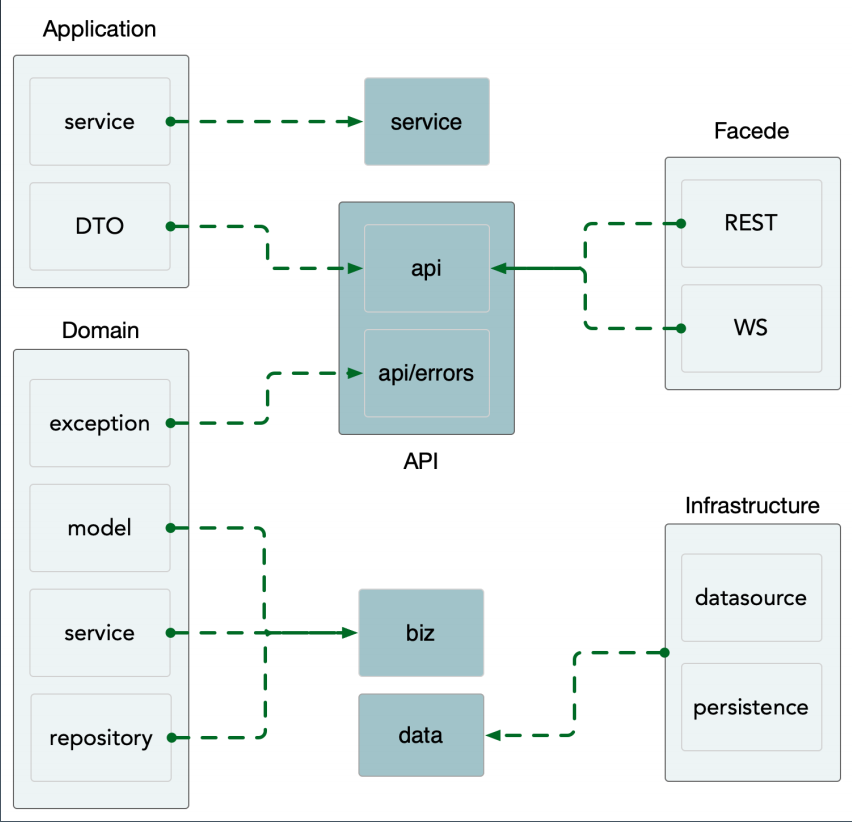 Application
service
DTO
service
Facede
REST
WS
api
api/errors
API
Domain
exception
model
service
repository
biz
data
Infrastructure
datasource
persistence